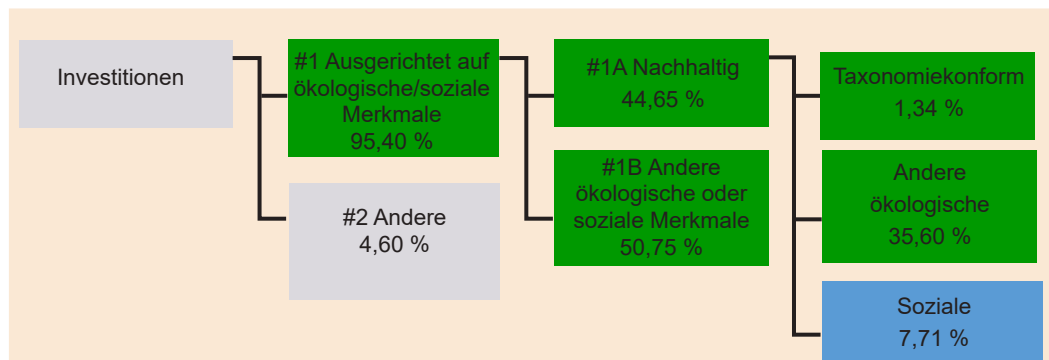 Investitionen
#1 Ausgerichtet auf
ökologische/soziale
Merkmale
95,40 %
#2 Andere
4,60 %
#1A Nachhaltig
44,65 %
#1B Andere
ökologische oder
soziale Merkmale
50,75 %
Taxonomiekonform
1,34 %
Andere
ökologische
35,60 %
Soziale
7,71 %